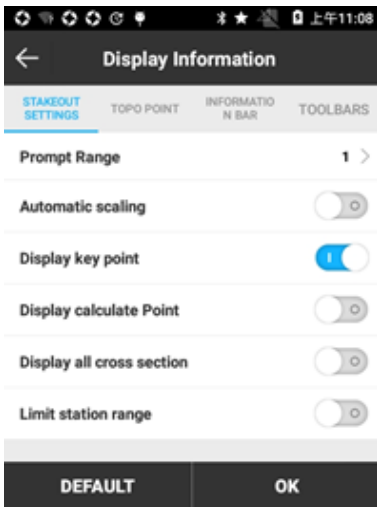 上午11:08
Display Information
STAKEOUT
SETTINGS
TOPO POINT
INFORMATIO
N BAR
TOOLBARS
Prompt Range
1
Automatic scaling
Display key point
Display calculate Point
Display all cross section
Limit station range
DEFAULT
OK